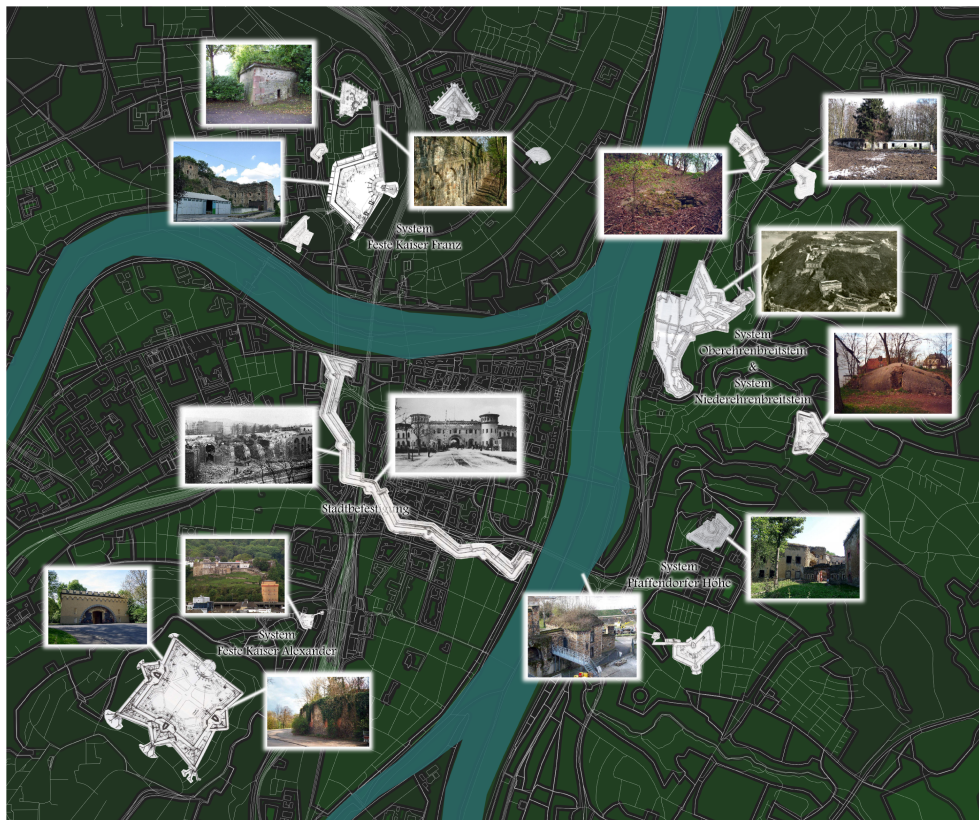 System
Feste Kaiser Franz
System
Oberehrenbreitstein
&
System
Niederehrenbreitstein
Stadtbefestigung
System
Pfaffendorfer Höhe
System
Feste Kaiser Alexander